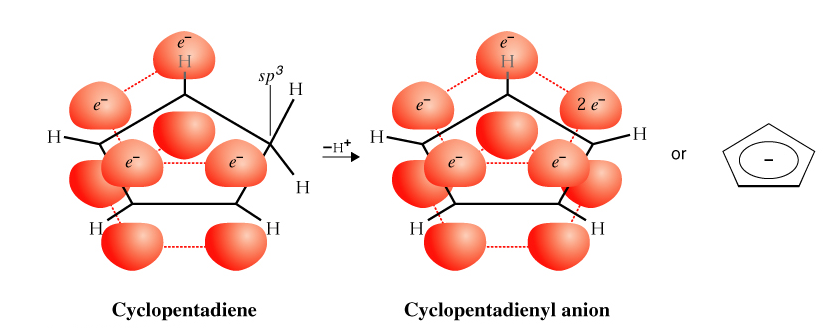 e⁻
H
sp³
H
e⁻
H
e⁻
e⁻
H
H
H
Cyclopentadiene
−H⁺
e⁻
H
e⁻
2 e⁻
H
H
e⁻
e⁻
H
H
Cyclopentadienyl anion
or
−